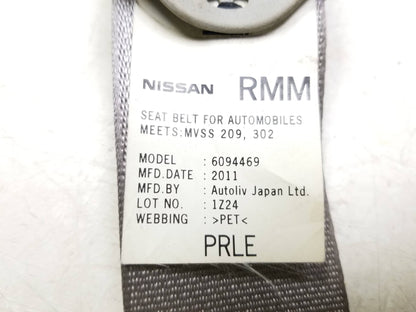 NISSAN RMM
SEAT BELT FOR AUTOMOBILES
MEETS:MVSS 209, 302
MODEL : 6094469
MFD.DATE : 2011
MFD.BY : Autoliv Japan Ltd.
LOT NO. : 1Z24
WEBBING : >PET<
PRLE